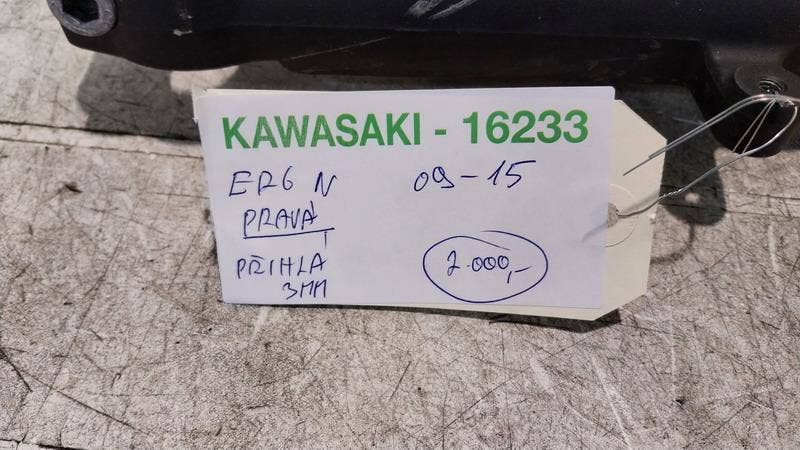 KAWASAKI - 16233
ER6 N 09-15
PRAVÁ
PŘIHLÁ
3MM
2.000,-